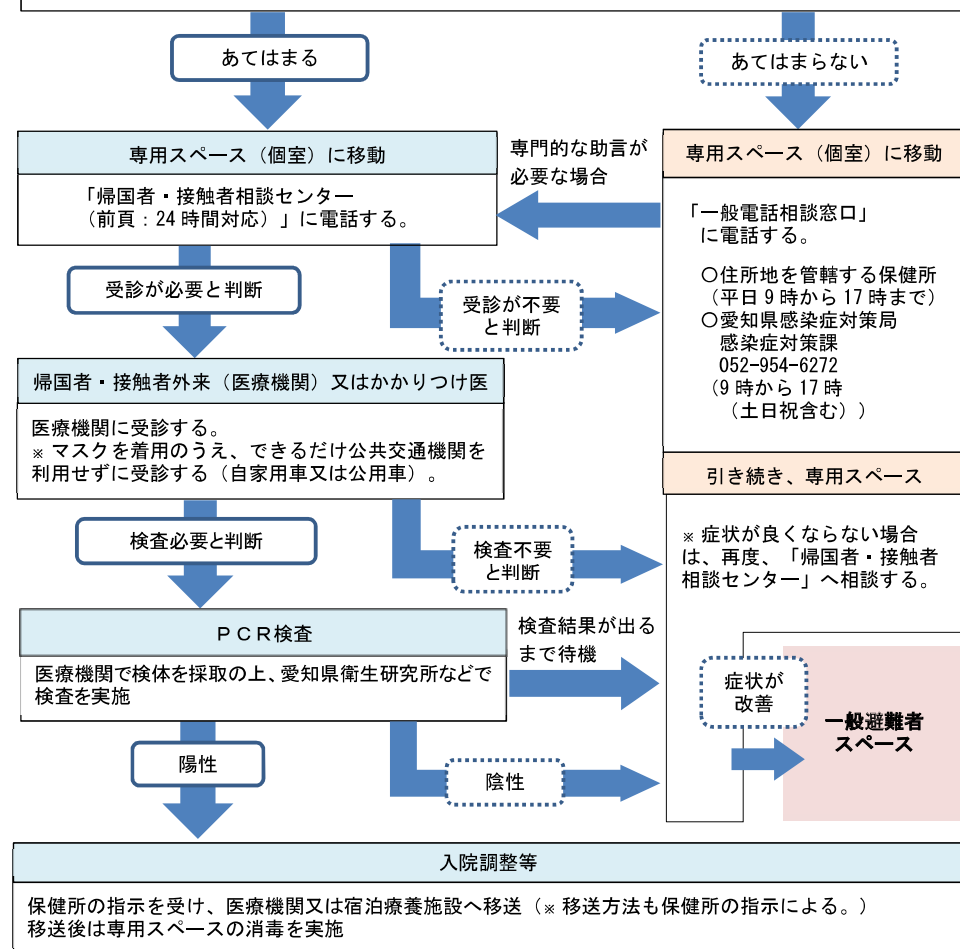 あてはまる
あてはまらない
専用スペース（個室）に移動
「帰国者・接触者相談センター
（前頁：24時間対応）」に電話する。
専門的な助言が
必要な場合
専用スペース（個室）に移動
「一般電話相談窓口」
に電話する。
〇住所地を管轄する保健所
（平日9時から17時まで）
〇愛知県感染症対策局
感染症対策課
052-954-6272
（9時から17時
（土日祝含む））
受診が必要と判断
受診が不要
と判断
帰国者・接触者外来（医療機関）又はかかりつけ医
医療機関に受診する。
※ マスクを着用のうえ、できるだけ公共交通機関を
利用せずに受診する（自家用車又は公用車）。
引き続き、専用スペース
※ 症状が良くならない場合
は、再度、「帰国者・接触者
相談センター」へ相談する。
検査必要と判断
検査不要
と判断
ＰＣＲ検査
医療機関で検体を採取の上、愛知県衛生研究所などで
検査を実施
検査結果が出る
まで待機
症状が
改善
一般避難者
スペース
陽性
陰性
入院調整等
保健所の指示を受け、医療機関又は宿泊療養施設へ移送（※ 移送方法も保健所の指示による。）
移送後は専用スペースの消毒を実施